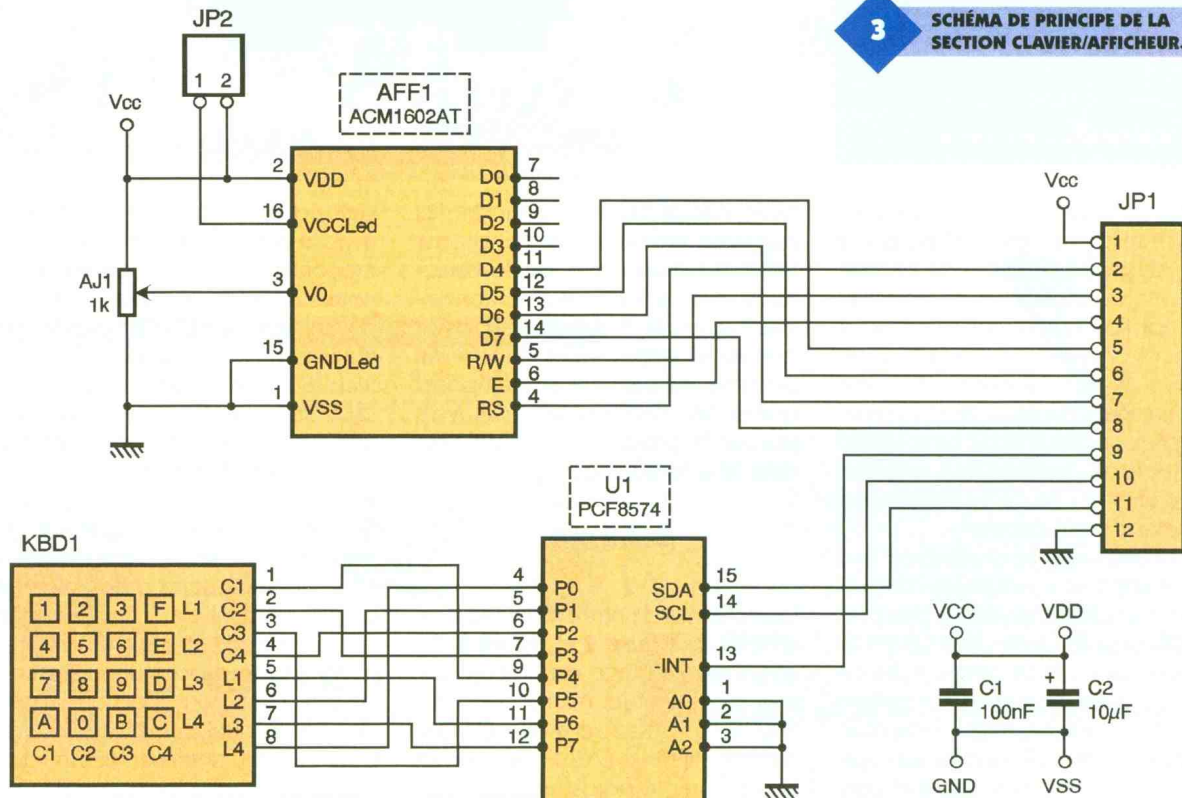 3
SCHÉMA DE PRINCIPE DE LA
SECTION CLAVIER/AFFICHEUR.
JP2
1 2
Vcc
AFF1
ACM1602AT
2 VDD
16 VCCLed
AJ1
1k
3 V0
15 GNDLed
1 VSS
D0 7
D1 8
D2 9
D3 10
D4 11
D5 12
D6 13
D7 14
R/W 5
E 6
RS 4
Vcc
JP1
1
2
3
4
5
6
7
8
9
10
11
12
KBD1
1 2 3 F L1
4 5 6 E L2
7 8 9 D L3
A 0 B C L4
C1 C2 C3 C4
C1 1
C2 2
C3 3
C4 4
L1 5
L2 6
L3 7
L4 8
U1
PCF8574
4 P0
5 P1
6 P2
7 P3
9 P4
10 P5
11 P6
12 P7
SDA 15
SCL 14
-INT 13
A0 1
A1 2
A2 3
VCC VDD
C1
100nF
+
C2
10µF
GND VSS